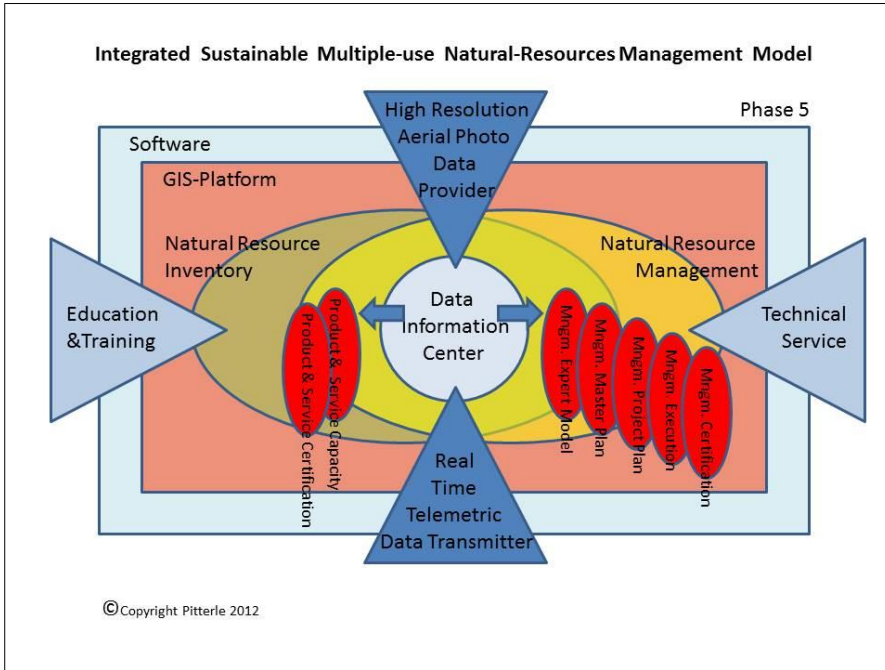 Integrated Sustainable Multiple-use Natural-Resources Management Model
Phase 5
High Resolution
Aerial Photo
Data
Provider
Software
GIS-Platform
Natural Resource
Inventory
Natural Resource
Management
Education
&Training
Technical
Service
Data
Information
Center
Product & Service Certification
Product & Service Capacity
Mngm. Expert Model
Mngm. Master Plan
Mngm. Project Plan
Mngm. Execution
Mngm. Certification
Real
Time
Telemetric
Data Transmitter
©Copyright Pitterle 2012